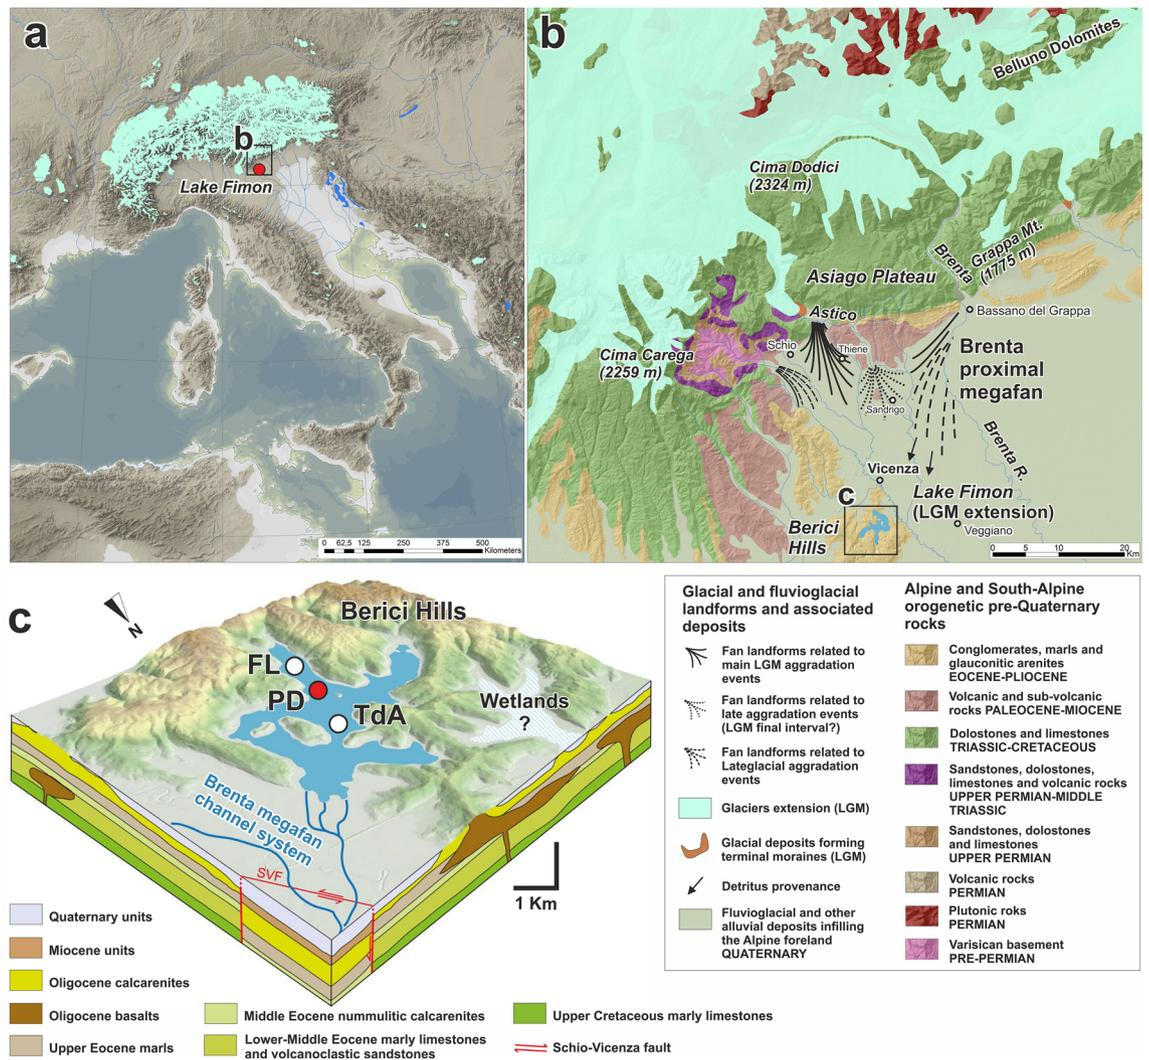 a
b
Lake Fimon
0 62,5 125 250 375 500
Kilometers
b
Belluno Dolomites
Cima Dodici
(2324 m)
Grappa Mt.
(1775 m)
Brenta
Asiago Plateau
Astico
Bassano del Grappa
Schio
Thiene
Cima Carega
(2259 m)
Brenta
proximal
megafan
Sandrigo
Brenta R.
Vicenza
c
Lake Fimon
(LGM extension)
Veggiano
Berici
Hills
0 5 10 20
Km
c
N
Berici Hills
FL
PD
TdA
Wetlands
?
Brenta megafan
channel system
SVF
1 Km
Quaternary units
Miocene units
Oligocene calcarenites
Oligocene basalts
Upper Eocene marls
Middle Eocene nummulitic calcarenites
Lower-Middle Eocene marly limestones
and volcanoclastic sandstones
Upper Cretaceous marly limestones
Schio-Vicenza fault
Glacial and fluvioglacial
landforms and associated
deposits
Fan landforms related to
main LGM aggradation
events
Fan landforms related to
late aggradation events
(LGM final interval?)
Fan landforms related to
Lateglacial aggradation
events
Glaciers extension (LGM)
Glacial deposits forming
terminal moraines (LGM)
Detritus provenance
Fluvioglacial and other
alluvial deposits infilling
the Alpine foreland
QUATERNARY
Alpine and South-Alpine
orogenetic pre-Quaternary
rocks
Conglomerates, marls and
glauconitic arenites
EOCENE-PLIOCENE
Volcanic and sub-volcanic
rocks PALEOCENE-MIOCENE
Dolostones and limestones
TRIASSIC-CRETACEOUS
Sandstones, dolostones,
limestones and volcanic rocks
UPPER PERMIAN-MIDDLE
TRIASSIC
Sandstones, dolostones
and limestones
UPPER PERMIAN
Volcanic rocks
PERMIAN
Plutonic roks
PERMIAN
Varisican basement
PRE-PERMIAN